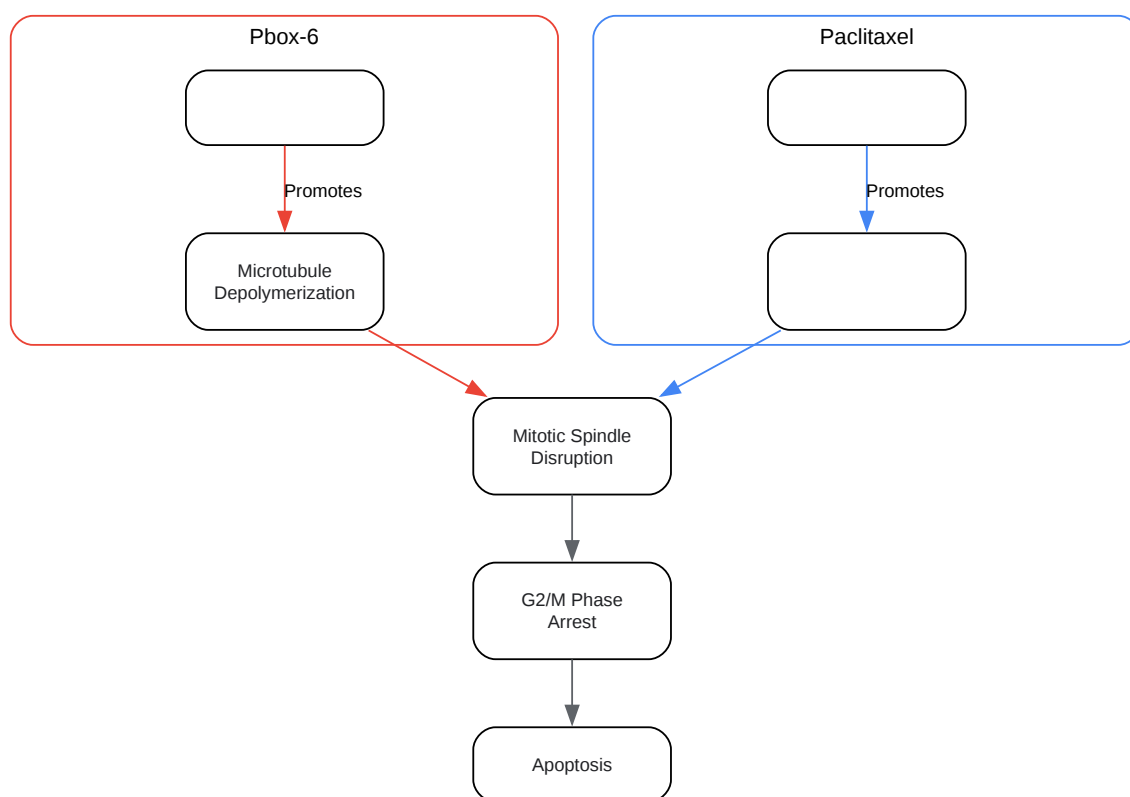 Pbox-6
Paclitaxel
Promotes
Promotes
Microtubule
Depolymerization
Mitotic Spindle
Disruption
G2/M Phase
Arrest
Apoptosis